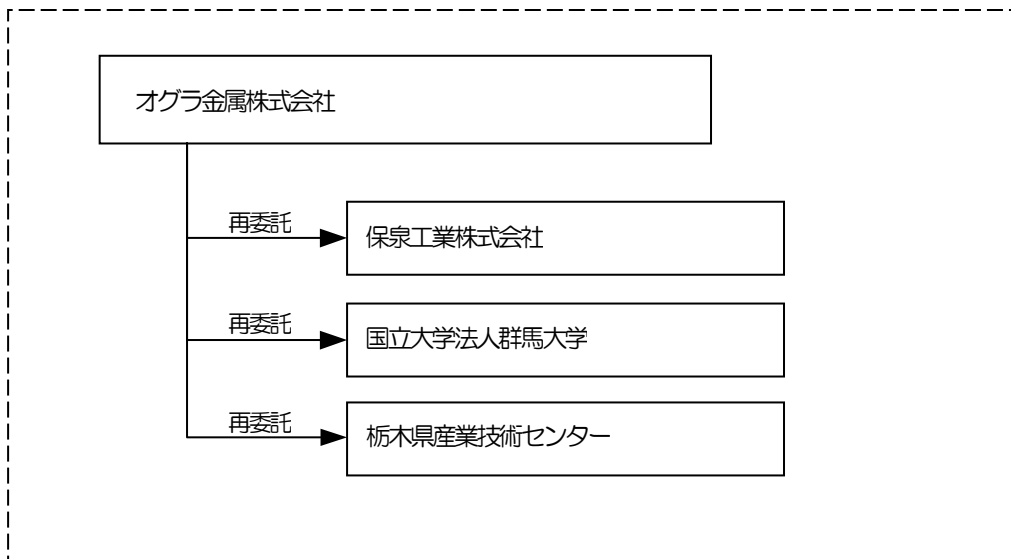 オグラ金属株式会社
再委託
保泉工業株式会社
再委託
国立大学法人群馬大学
再委託
栃木県産業技術センター